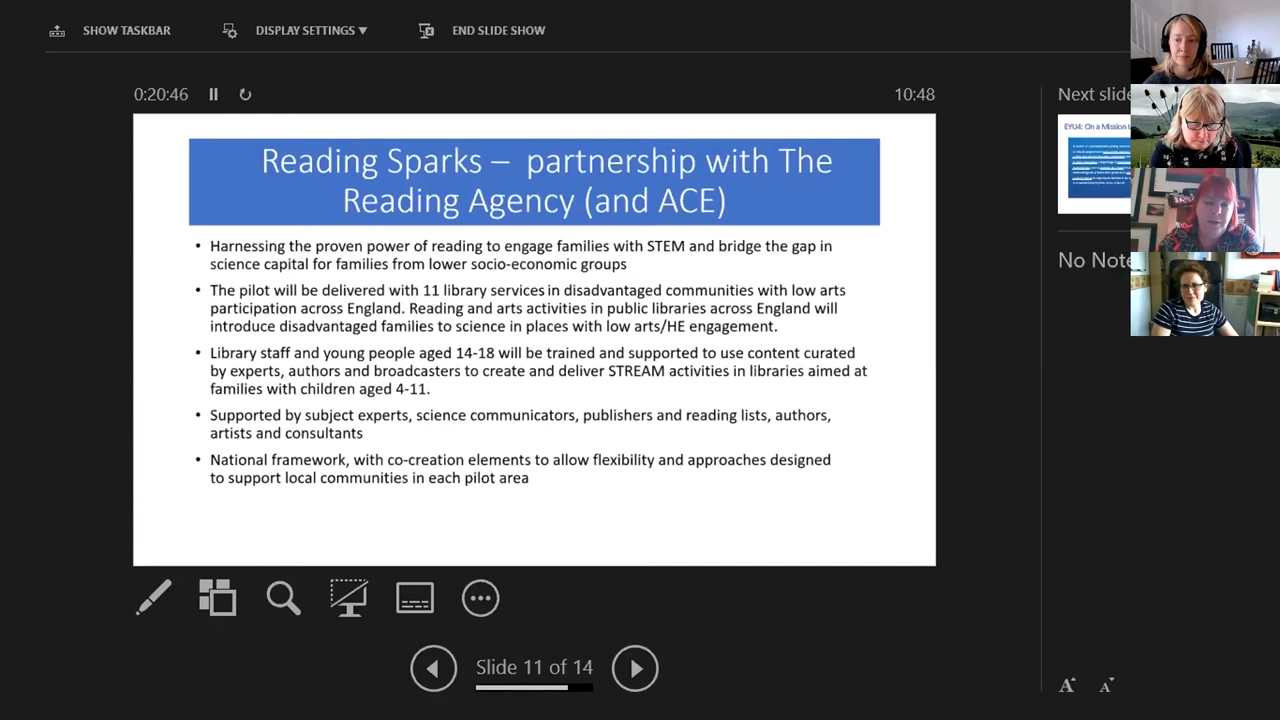 SHOW TASKBAR
DISPLAY SETTINGS ▼
END SLIDE SHOW
0:20:46
10:48
Reading Sparks – partnership with The
Reading Agency (and ACE)
• Harnessing the proven power of reading to engage families with STEM and bridge the gap in
science capital for families from lower socio-economic groups
• The pilot will be delivered with 11 library services in disadvantaged communities with low arts
participation across England. Reading and arts activities in public libraries across England will
introduce disadvantaged families to science in places with low arts/HE engagement.
• Library staff and young people aged 14-18 will be trained and supported to use content curated
by experts, authors and broadcasters to create and deliver STREAM activities in libraries aimed at
families with children aged 4-11.
• Supported by subject experts, science communicators, publishers and reading lists, authors,
artists and consultants
• National framework, with co-creation elements to allow flexibility and approaches designed
to support local communities in each pilot area
Slide 11 of 14
Next slide
EYU4: On a Mission
No Note
A A